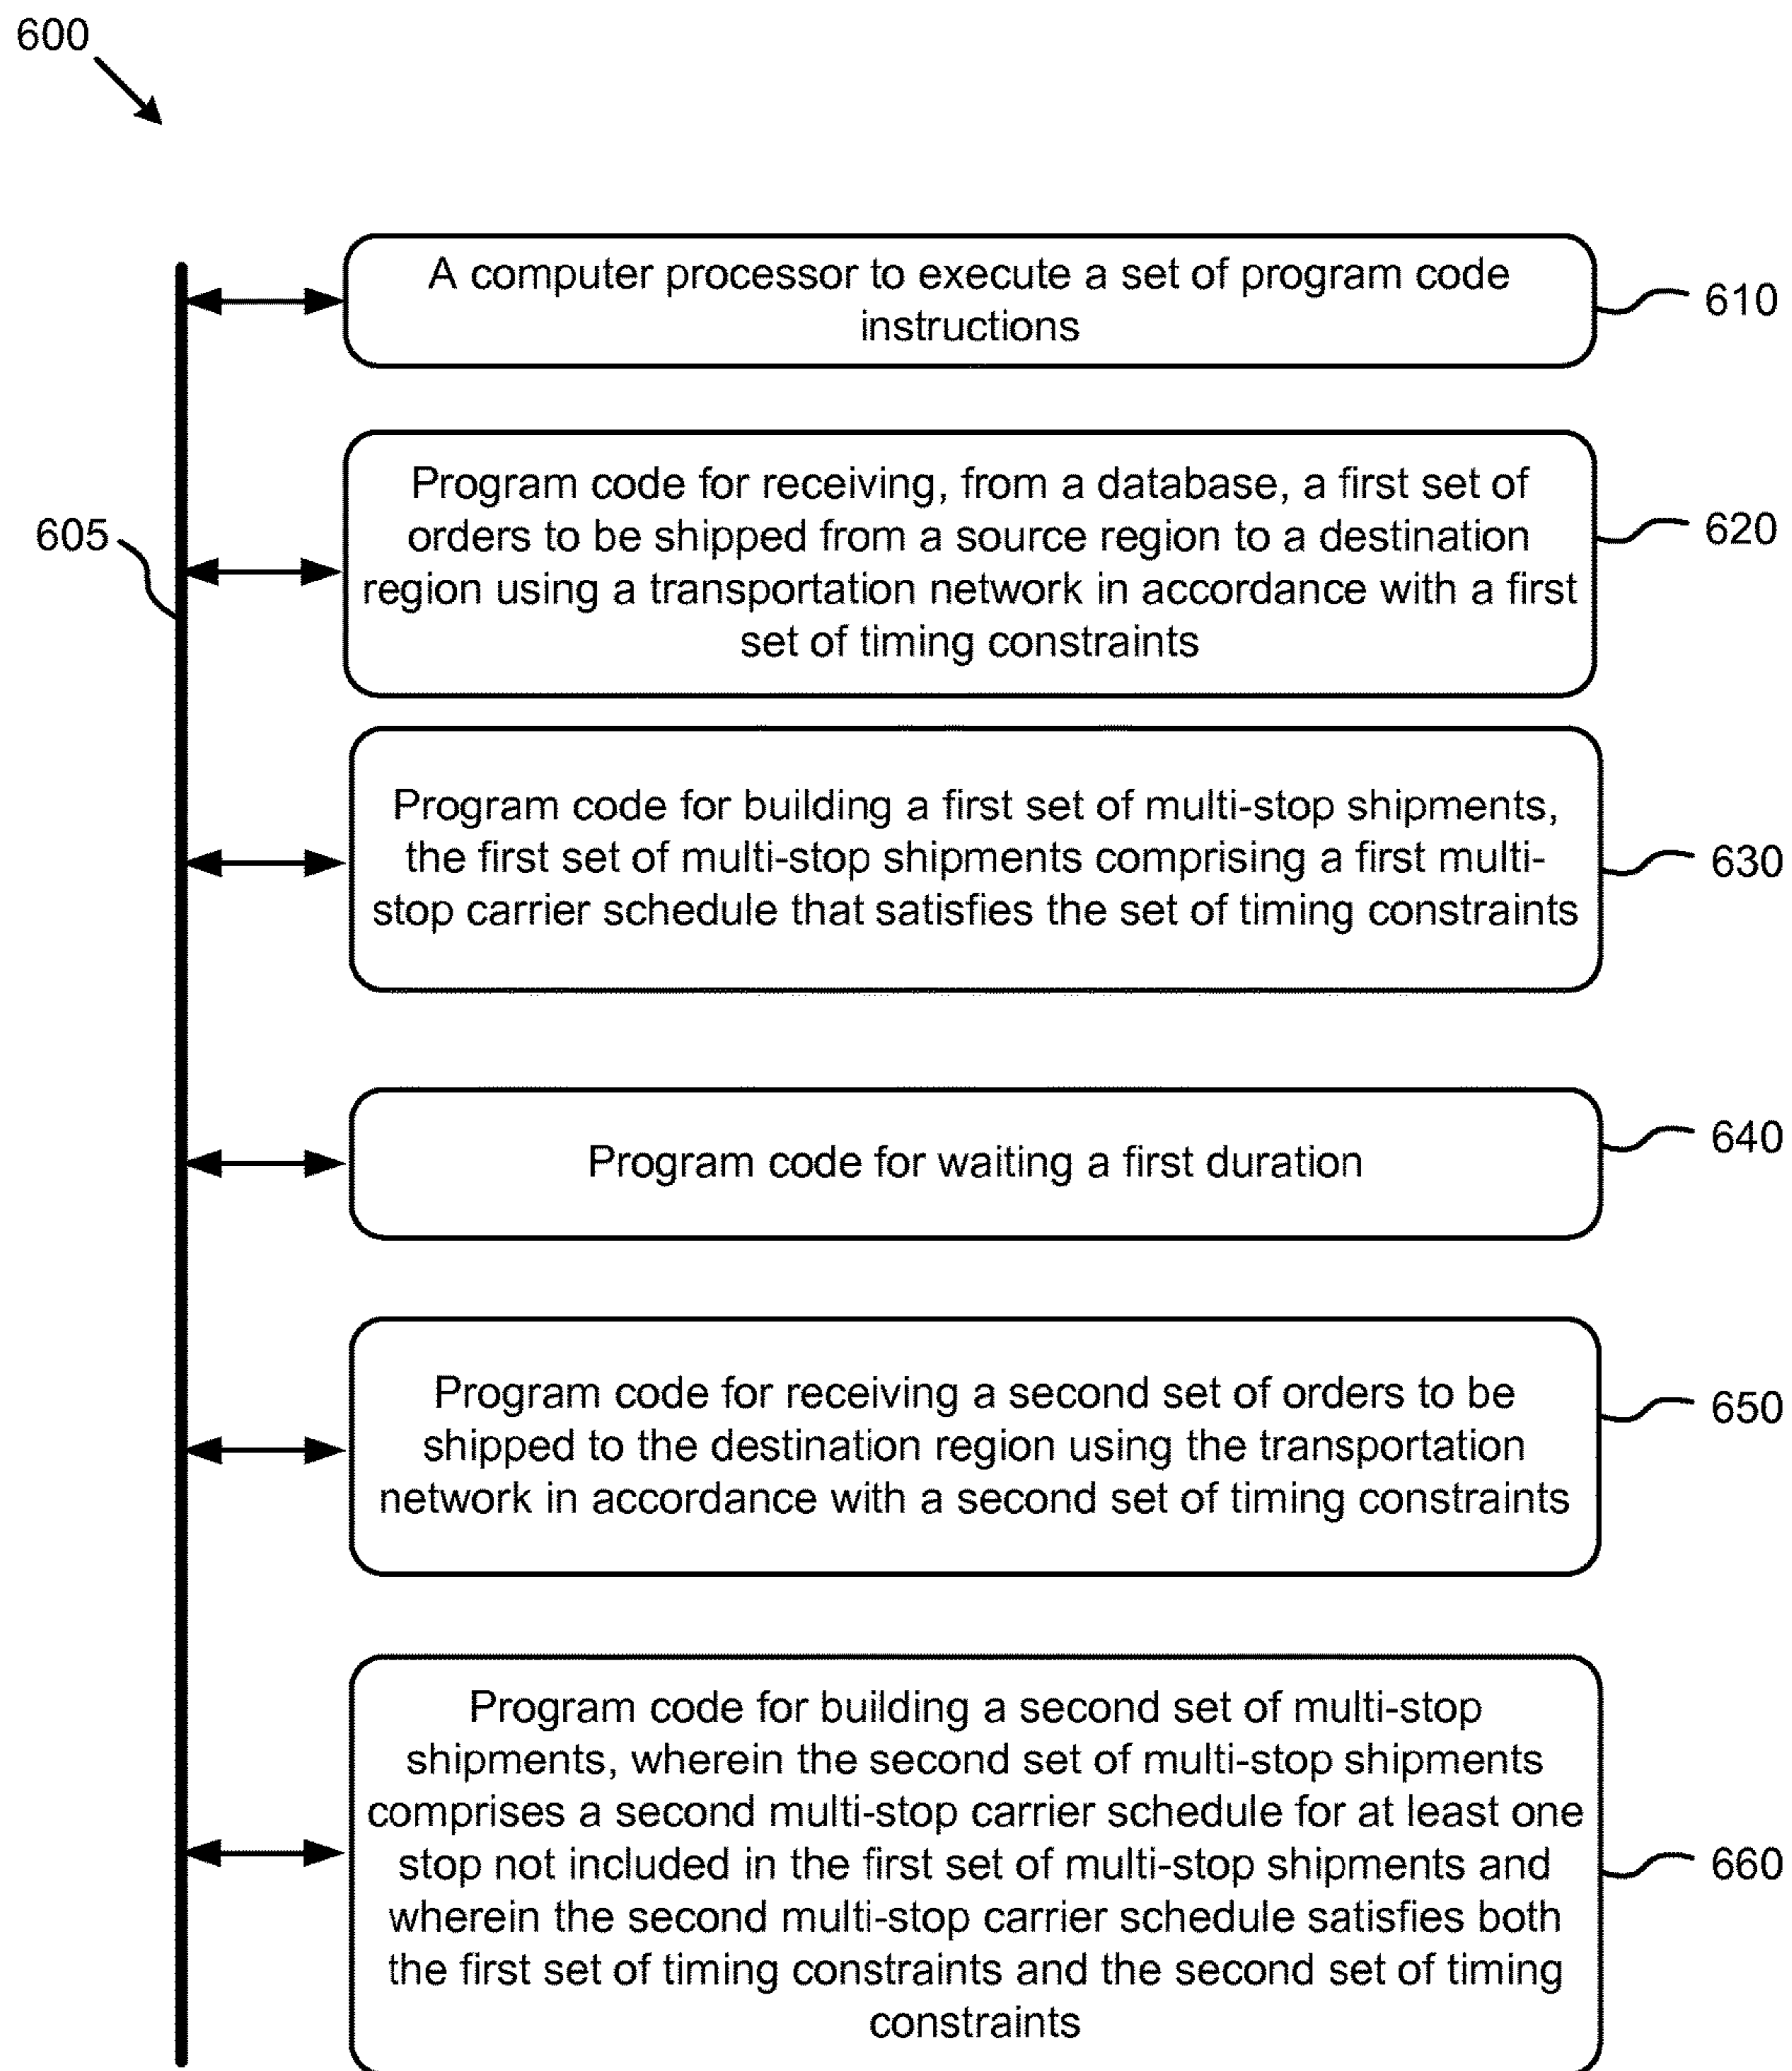 600
A computer processor to execute a set of program code
instructions
610
Program code for receiving, from a database, a first set of
orders to be shipped from a source region to a destination
region using a transportation network in accordance with a first
set of timing constraints
620
605
Program code for building a first set of multi-stop shipments,
the first set of multi-stop shipments comprising a first multi-
stop carrier schedule that satisfies the set of timing constraints
630
Program code for waiting a first duration
640
Program code for receiving a second set of orders to be
shipped to the destination region using the transportation
network in accordance with a second set of timing constraints
650
Program code for building a second set of multi-stop
shipments, wherein the second set of multi-stop shipments
comprises a second multi-stop carrier schedule for at least one
stop not included in the first set of multi-stop shipments and
wherein the second multi-stop carrier schedule satisfies both
the first set of timing constraints and the second set of timing
constraints
660